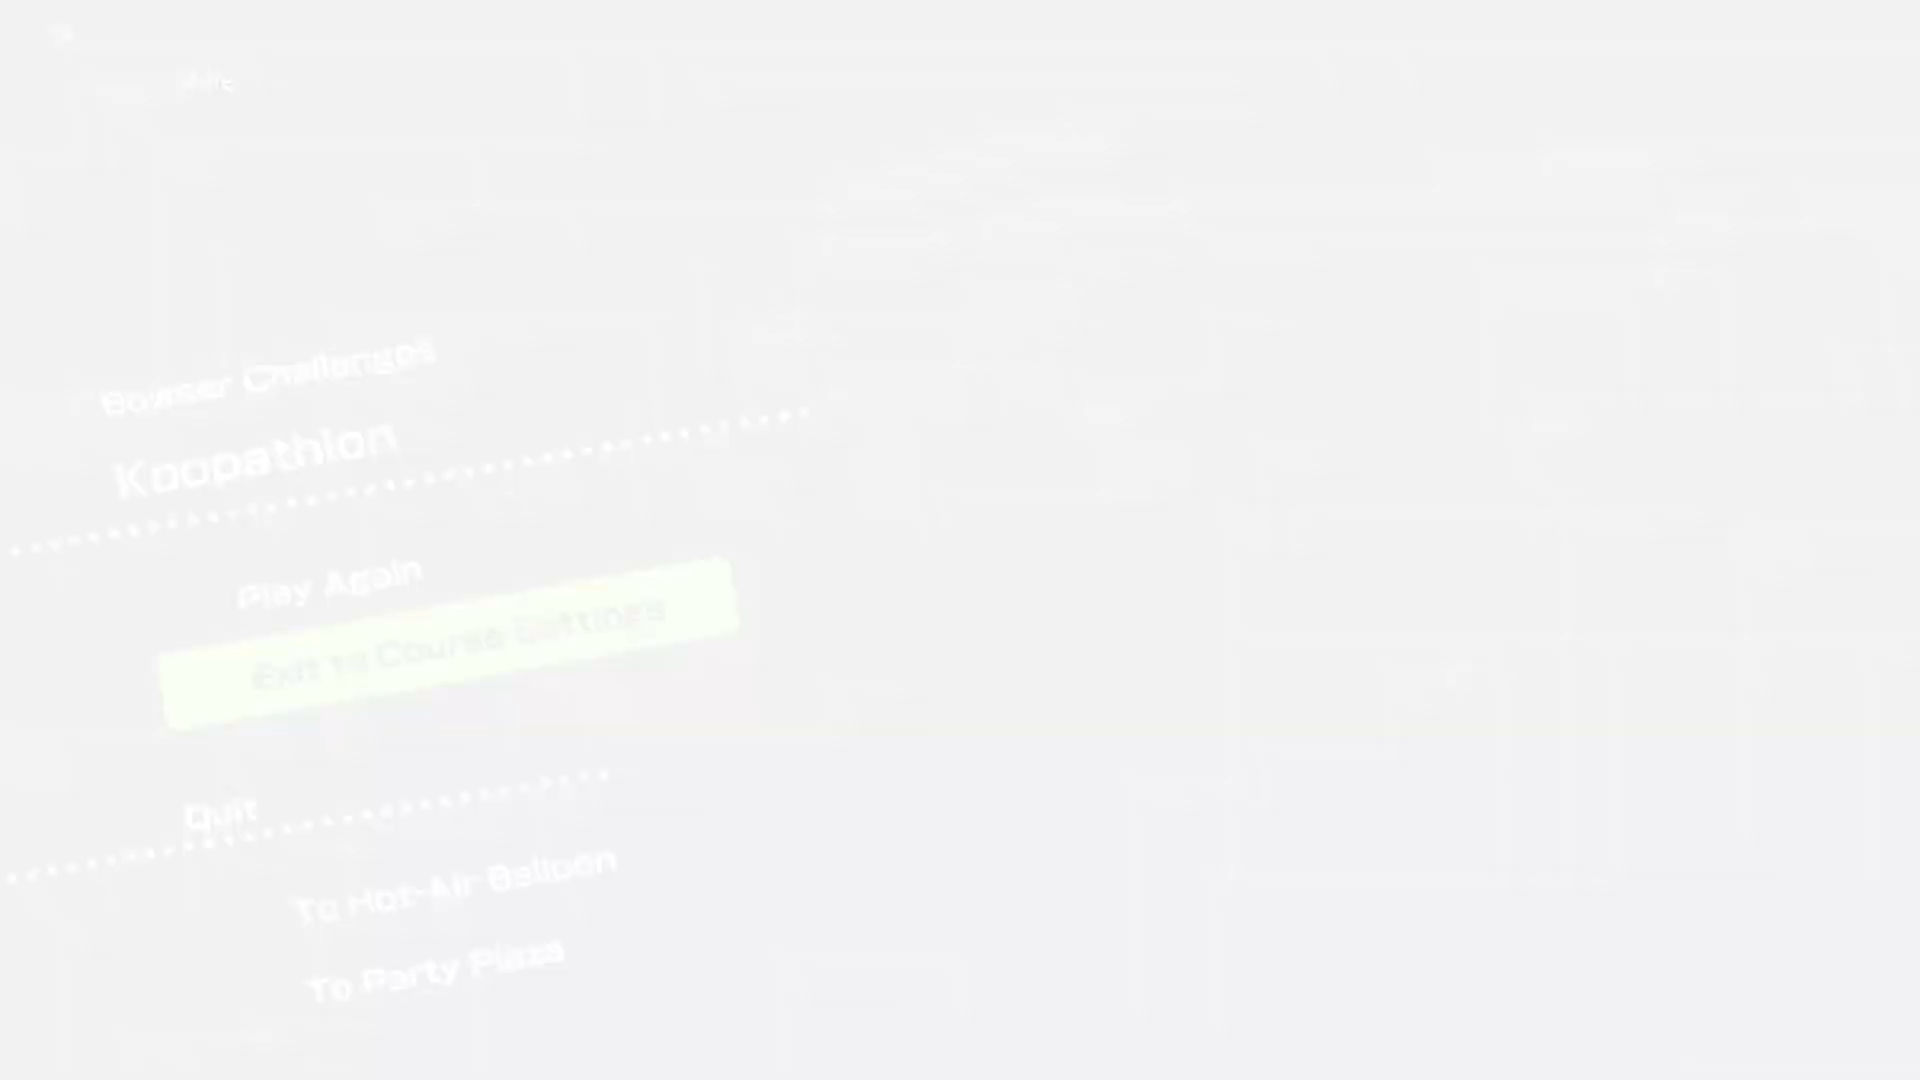 Bowser Challenges
Koopathlon
Play Again
Exit to Course Settings
Quit
To Hot-Air Balloon
To Party Plaza